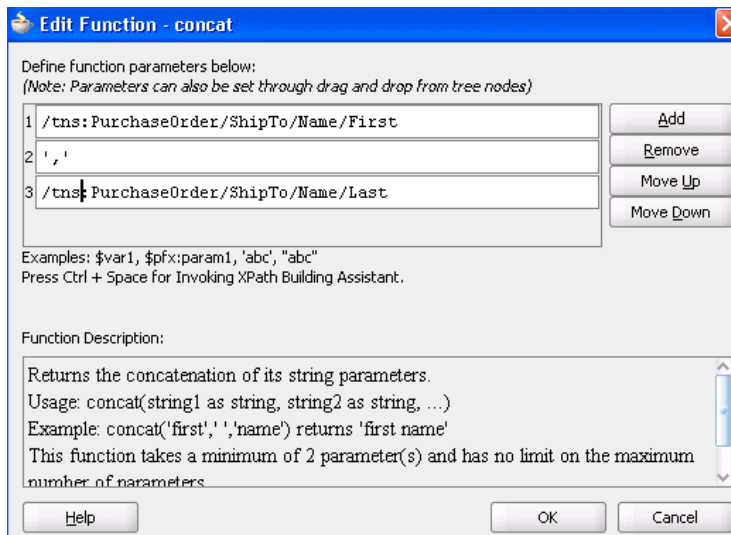 Edit Function - concat
Define function parameters below:
(Note: Parameters can also be set through drag and drop from tree nodes)
1 /tns:PurchaseOrder/ShipTo/Name/First
Add
2 ','
Remove
3 /tns:PurchaseOrder/ShipTo/Name/Last
Move Up
Move Down
Examples: $var1, $pfx:param1, 'abc', "abc"
Press Ctrl + Space for Invoking XPath Building Assistant.
Function Description:
Returns the concatenation of its string parameters.
Usage: concat(string1 as string, string2 as string, ...)
Example: concat('first',' ','name') returns 'first name'
This function takes a minimum of 2 parameter(s) and has no limit on the maximum
number of parameters
Help
OK
Cancel